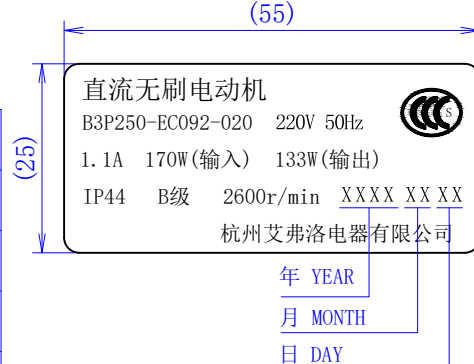 (55)
(25)
直流无刷电动机
B3P250-EC092-020 220V 50Hz
1.1A 170W(输入) 133W(输出)
IP44 B级 2600r/min XXXX XX XX
杭州艾弗洛电器有限公司
年 YEAR
月 MONTH
日 DAY